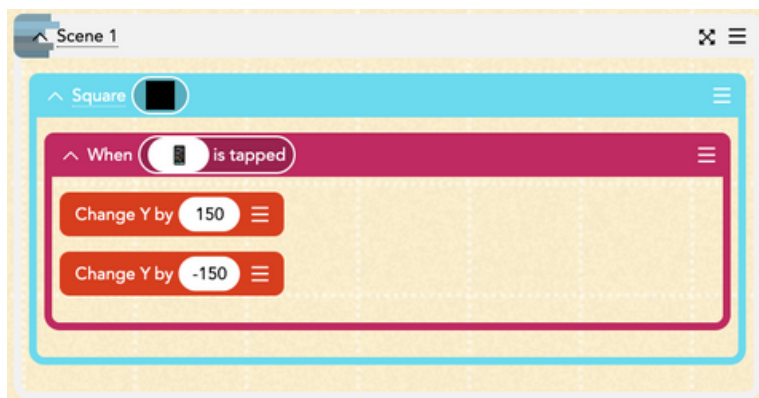 Scene 1
Square
When is tapped
Change Y by 150
Change Y by -150